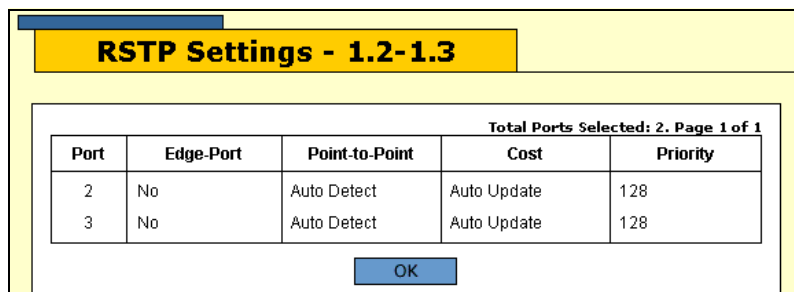 RSTP Settings - 1.2-1.3
Total Ports Selected: 2. Page 1 of 1
Port Edge-Port Point-to-Point Cost Priority
2 No Auto Detect Auto Update 128
3 No Auto Detect Auto Update 128
OK